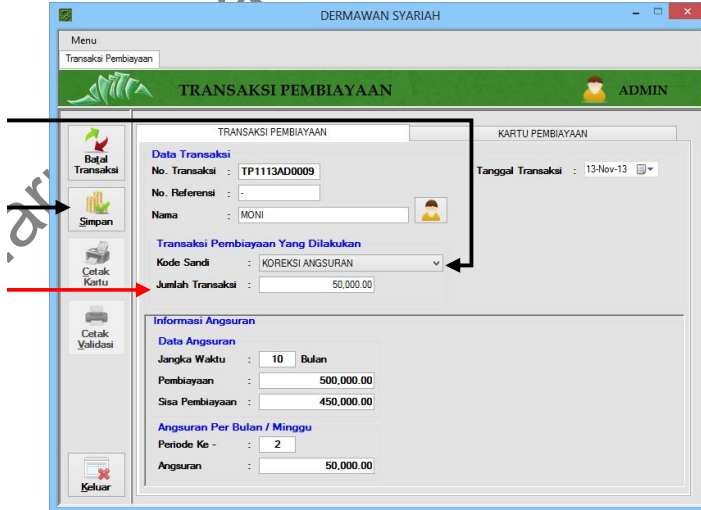 DERMAWAN SYARIAH
Menu
Transaksi Pembiayaan
TRANSAKSI PEMBIAYAAN
ADMIN
Batal Transaksi
Simpan
Cetak Kartu
Cetak Validasi
Keluar
TRANSAKSI PEMBIAYAAN
KARTU PEMBIAYAAN
Data Transaksi
No. Transaksi : TP1113AD0009
Tanggal Transaksi : 13-Nov-13
No. Referensi : -
Nama : MONI
Transaksi Pembiayaan Yang Dilakukan
Kode Sandi : KOREKSI ANGSURAN
Jumlah Transaksi : 50,000.00
Informasi Angsuran
Data Angsuran
Jangka Waktu : 10 Bulan
Pembiayaan : 500,000.00
Sisa Pembiayaan : 450,000.00
Angsuran Per Bulan / Minggu
Periode Ke - : 2
Angsuran : 50,000.00